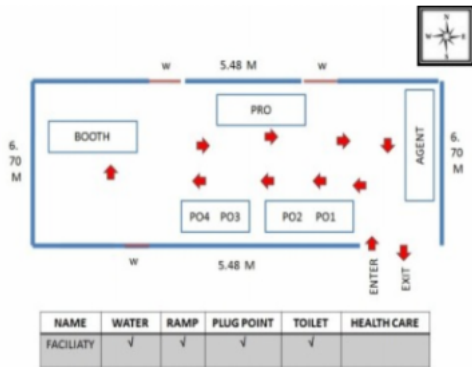 N
W E
S
W 5.48 M W
PRO
BOOTH
AGENT
6.70 M
6.70 M
PO4 PO3 PO2 PO1
W 5.48 M
ENTER
EXIT
NAME WATER RAMP PLUG POINT TOILET HEALTH CARE
FACILIATY √ √ √ √